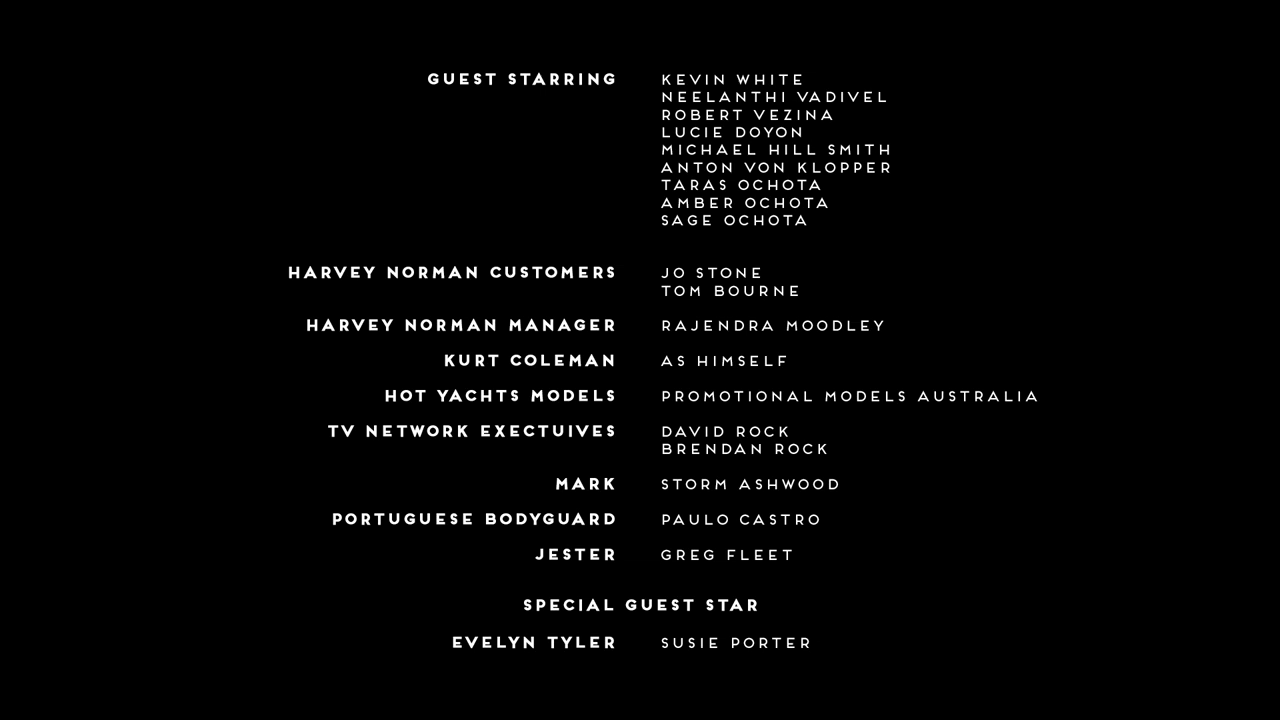 GUEST STARRING KEVIN WHITE
NEELANTHI VADIVEL
ROBERT VEZINA
LUCIE DOYON
MICHAEL HILL SMITH
ANTON VON KLOPPER
TARAS OCHOTA
AMBER OCHOTA
SAGE OCHOTA
HARVEY NORMAN CUSTOMERS JO STONE
TOM BOURNE
HARVEY NORMAN MANAGER RAJENDRA MOODLEY
KURT COLEMAN AS HIMSELF
HOT YACHTS MODELS PROMOTIONAL MODELS AUSTRALIA
TV NETWORK EXECTUIVES DAVID ROCK
BRENDAN ROCK
MARK STORM ASHWOOD
PORTUGUESE BODYGUARD PAULO CASTRO
JESTER GREG FLEET
SPECIAL GUEST STAR
EVELYN TYLER SUSIE PORTER